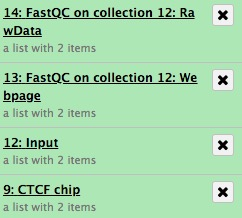 14: FastQC on collection 12: Ra
wData
a list with 2 items
13: FastQC on collection 12: We
bpage
a list with 2 items
12: Input
a list with 2 items
9: CTCF chip
a list with 2 items